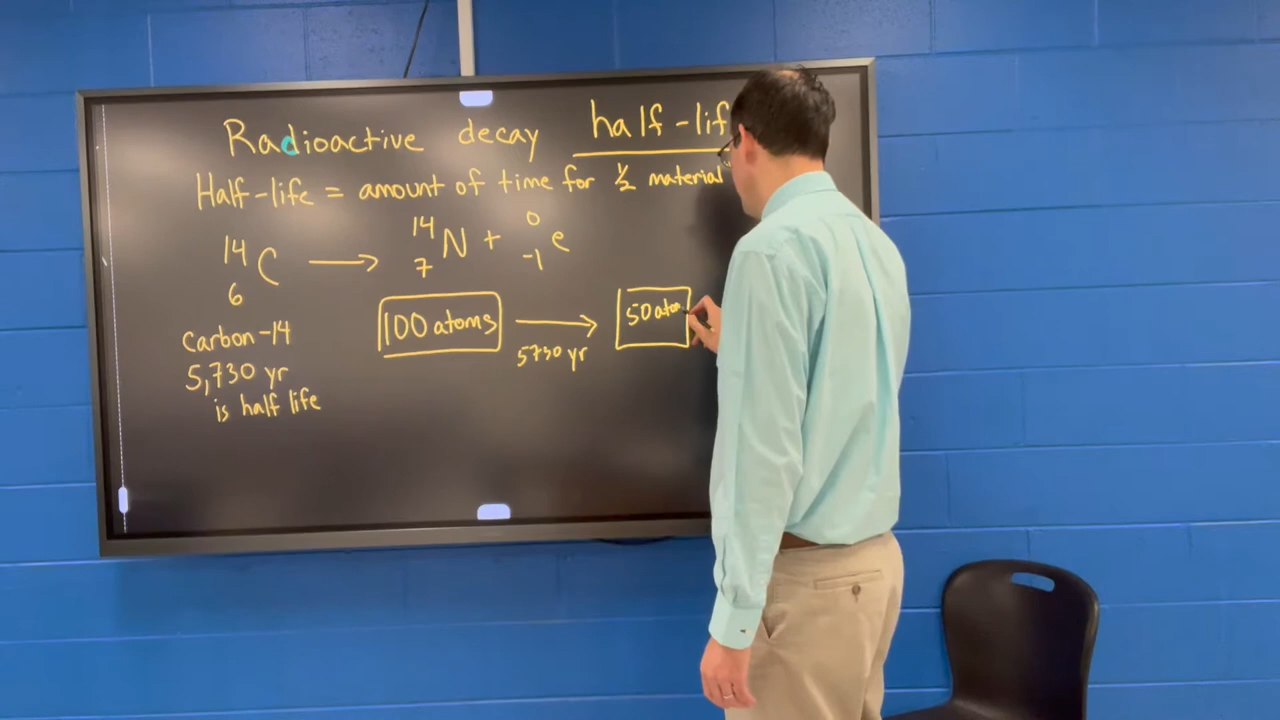 Radioactive decay half-lif
Half-life = amount of time for 1/2 material
14 6 C → 14 7 N + 0 -1 e
100 atoms → 50 atom
5730 yr
Carbon-14
5,730 yr
is half life